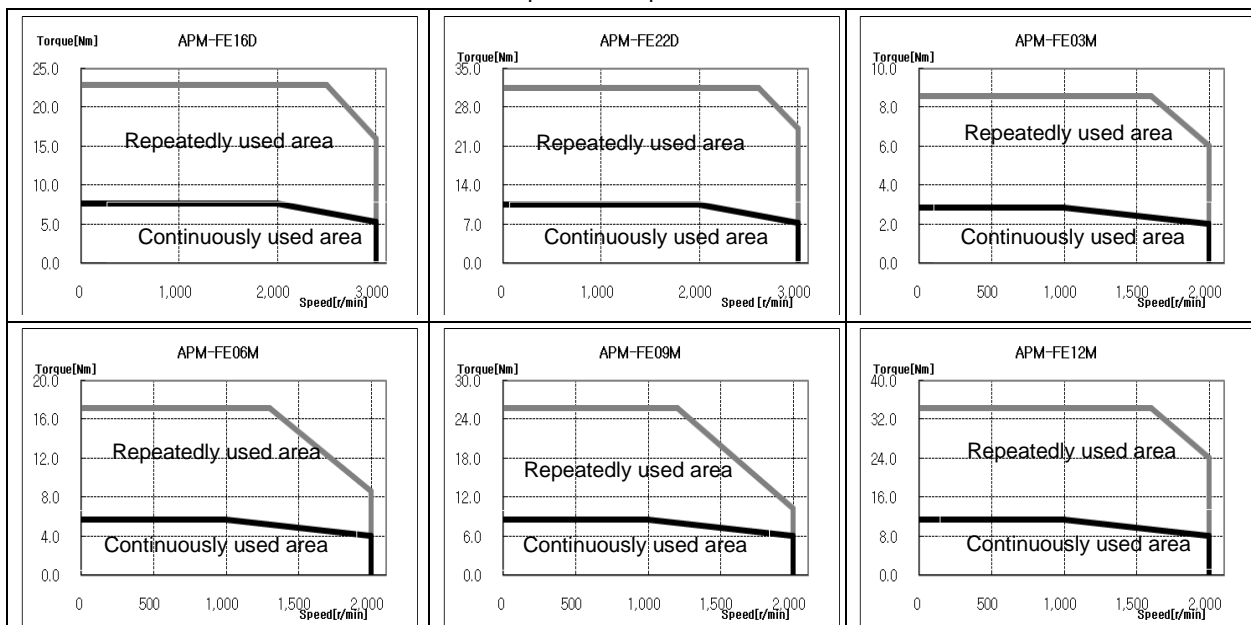 APM-FE16D
Torque[Nm]
25.0
20.0
15.0
10.0
5.0
0.0
Repeatedly used area
Continuously used area
0 1,000 2,000 3,000
Speed[r/min]
APM-FE22D
Torque[Nm]
35.0
28.0
21.0
14.0
7.0
0.0
Repeatedly used area
Continuously used area
0 1,000 2,000 3,000
Speed [r/min]
APM-FE03M
Torque[Nm]
10.0
8.0
6.0
4.0
2.0
0.0
Repeatedly used area
Continuously used area
0 500 1,000 1,500 2,000
Speed[r/min]
APM-FE06M
Torque[Nm]
20.0
16.0
12.0
8.0
4.0
0.0
Repeatedly used area
Continuously used area
0 500 1,000 1,500 2,000
Speed[r/min]
APM-FE09M
Torque[Nm]
30.0
24.0
18.0
12.0
6.0
0.0
Repeatedly used area
Continuously used area
0 500 1,000 1,500 2,000
Speed[r/min]
APM-FE12M
Torque[Nm]
40.0
32.0
24.0
16.0
8.0
0.0
Repeatedly used area
Continuously used area
0 500 1,000 1,500 2,000
Speed[r/min]